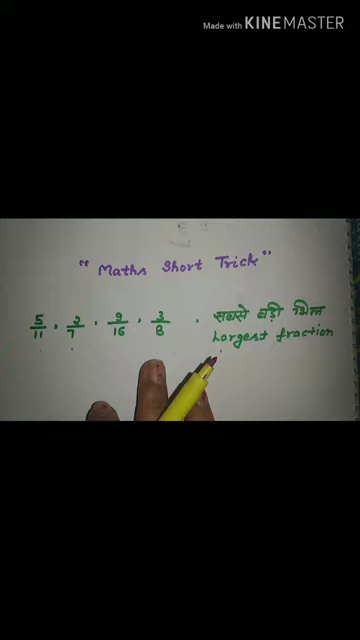 Made with KINEMASTER
"Maths Short Trick"
5/11, 2/7, 9/16, 3/8, सबसे बड़ी भिन्न
Largest fraction